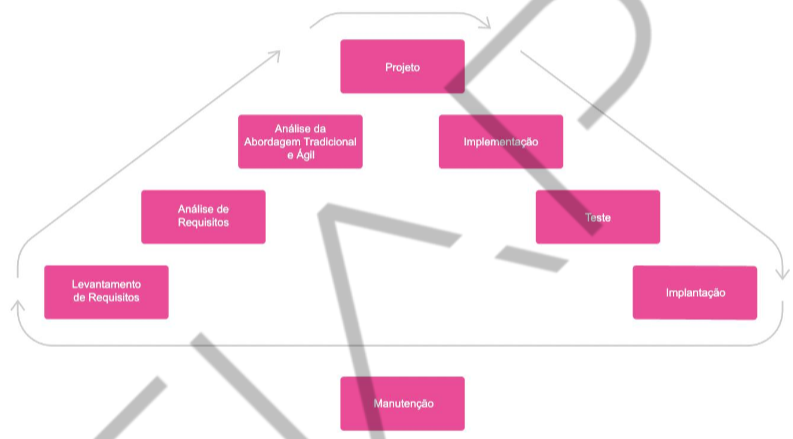 Projeto
Análise da
Abordagem Tradicional
e Ágil
Implementação
Análise de
Requisitos
Teste
Levantamento
de Requisitos
Implantação
Manutenção